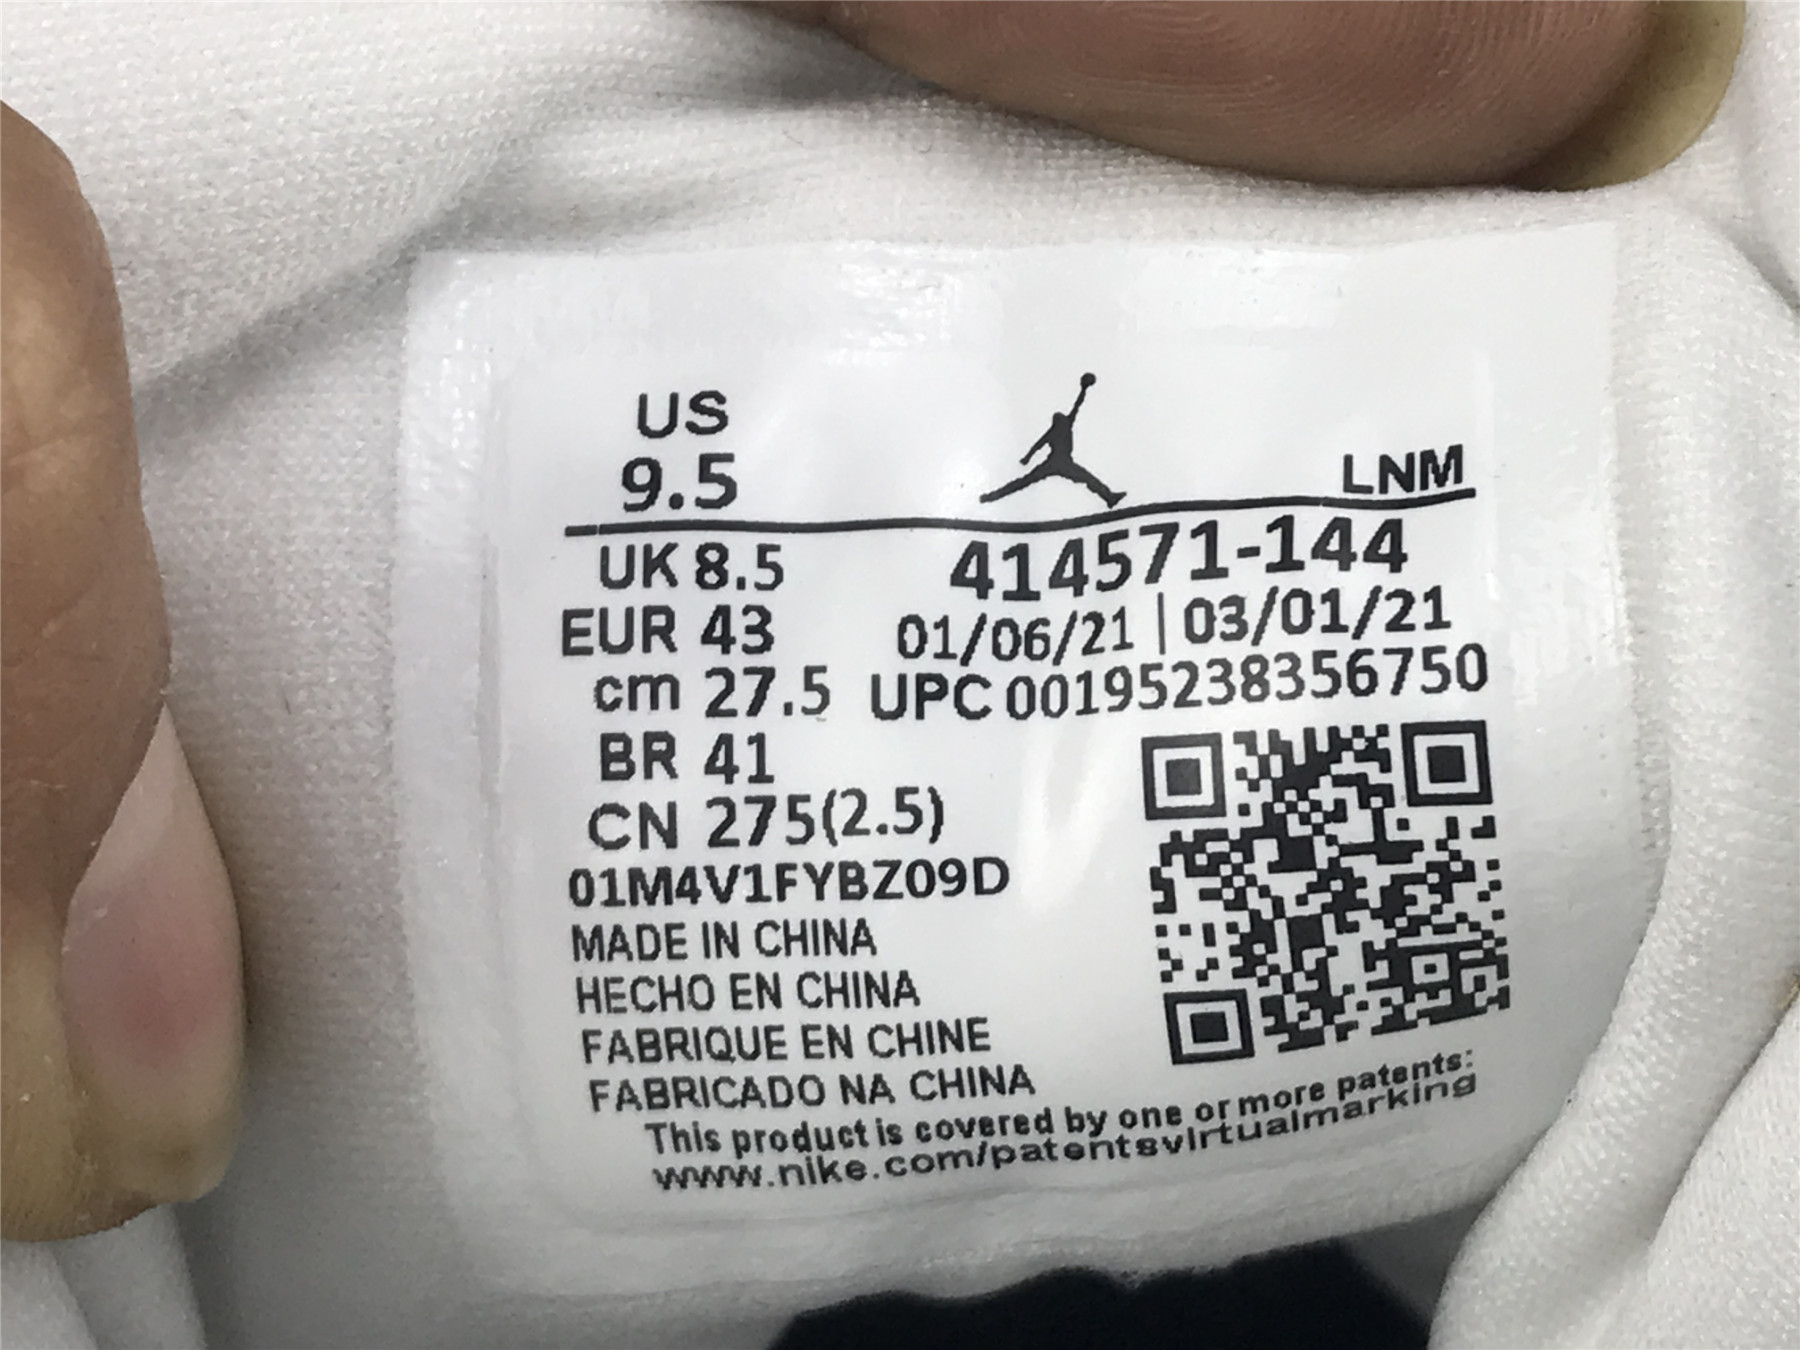 US
9.5
LNM
UK 8.5
414571-144
EUR 43
01/06/21 | 03/01/21
cm 27.5
UPC 00195238356750
BR 41
CN 275(2.5)
01M4V1FYBZ09D
MADE IN CHINA
HECHO EN CHINA
FABRIQUE EN CHINE
FABRICADO NA CHINA
This product is covered by one or more patents:
www.nike.com/patentsvirtualmarking